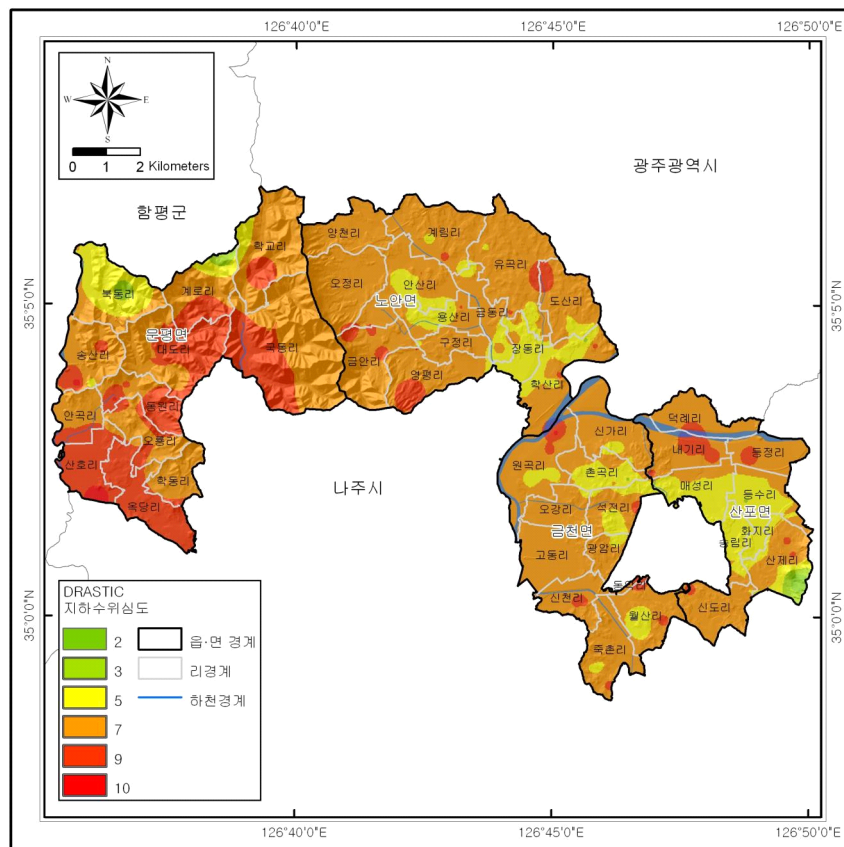 126°40'0"E
126°45'0"E
126°50'0"E
N
W
E
S
0 1 2 Kilometers
광주광역시
함평군
35°5'0"N
35°5'0"N
학교리
양천리
계림리
유곡리
북동리
계로리
오정리
안산리
노안면
용산리
금동리
도산리
송산리
문평면
대도리
국동리
구정리
장동리
금안리
양평리
학산리
안곡리
동원리
오룡리
산호리
학동리
옥당리
나주시
신가리
덕례리
원곡리
내기리
등정리
촌곡리
매성리
등수리
오강리
석전리
산포면
금천면
화지리
고동리
광암리
산제리
신천리
월산리
신도리
죽촌리
35°0'0"N
35°0'0"N
DRASTIC
지하수위심도
2
3
5
7
9
10
읍·면 경계
리경계
하천경계
126°40'0"E
126°45'0"E
126°50'0"E